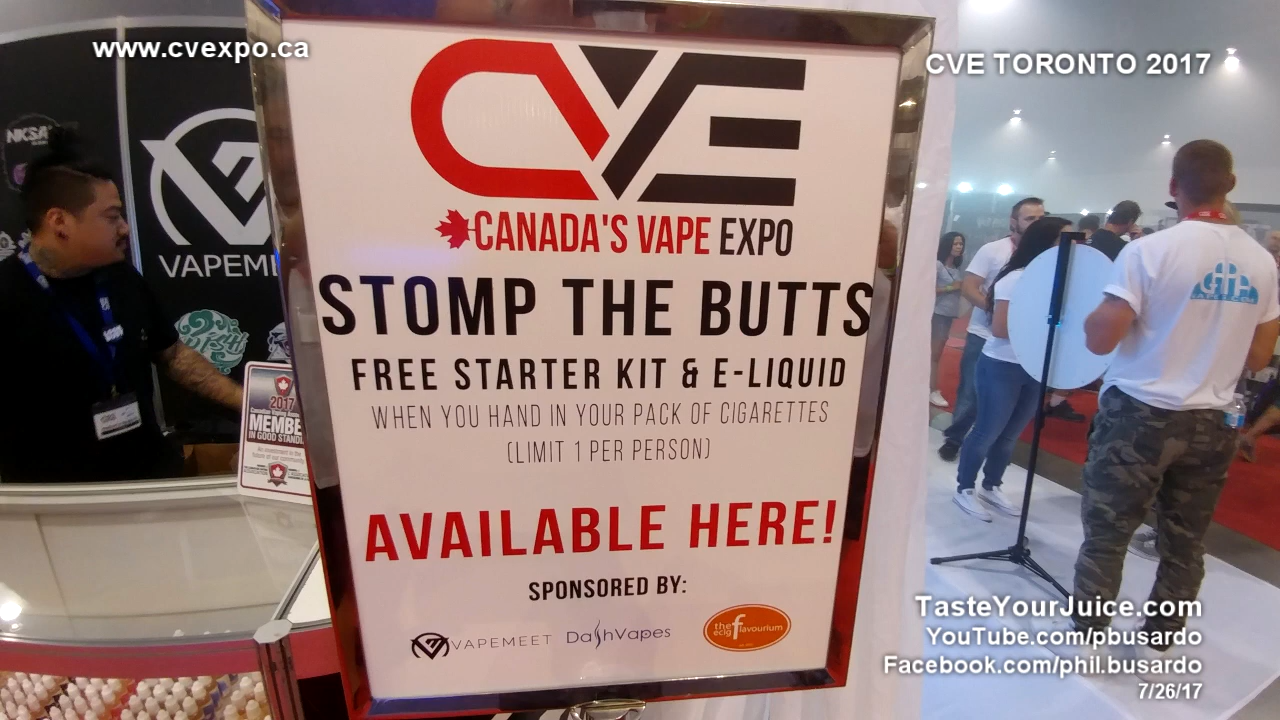 www.cvexpo.ca
CVE TORONTO 2017
CVE
CANADA'S VAPE EXPO
STOMP THE BUTTS
FREE STARTER KIT & E-LIQUID
WHEN YOU HAND IN YOUR PACK OF CIGARETTES
(LIMIT 1 PER PERSON)
AVAILABLE HERE!
SPONSORED BY:
VAPEMEET DashVapes the ecig flavourium
NKSA
VAPEME
2017
MEMBE
IN GOOD STANDI
TasteYourJuice.com
YouTube.com/pbusardo
Facebook.com/phil.busardo
7/26/17